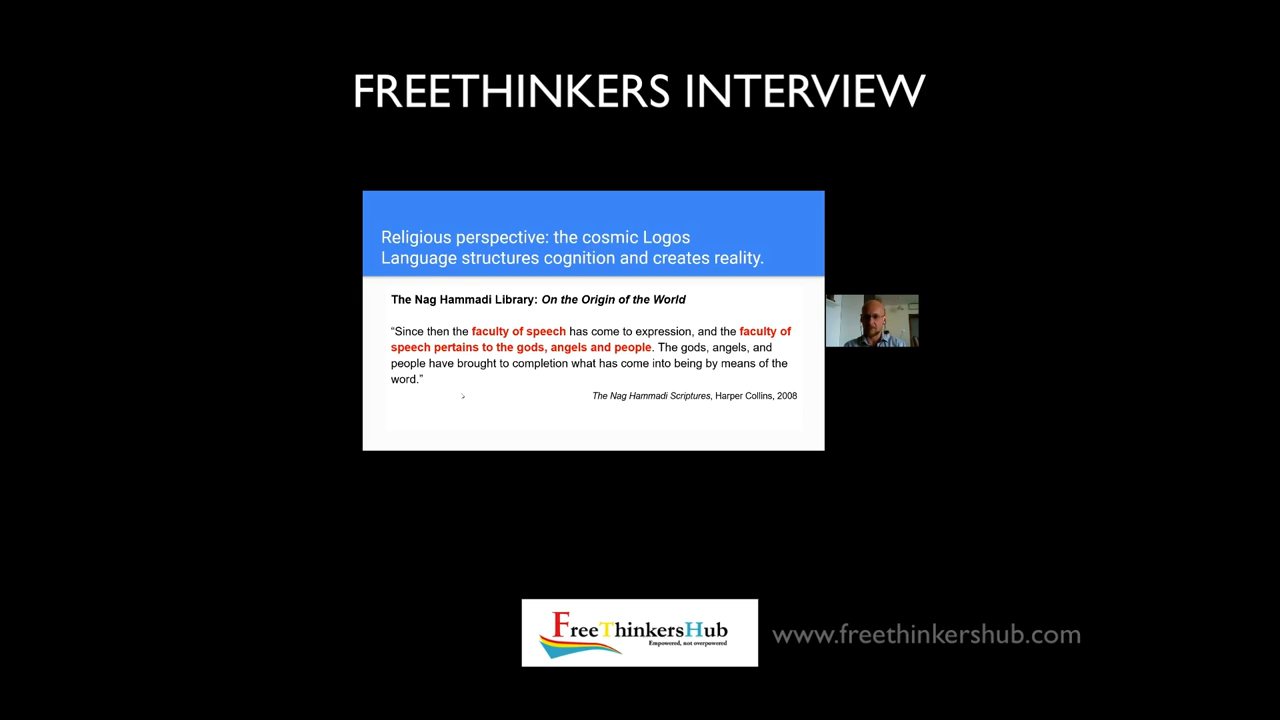 FREETHINKERS INTERVIEW
Religious perspective: the cosmic Logos
Language structures cognition and creates reality.
The Nag Hammadi Library: On the Origin of the World
“Since then the faculty of speech has come to expression, and the faculty of
speech pertains to the gods, angels and people. The gods, angels, and
people have brought to completion what has come into being by means of the
word.”
The Nag Hammadi Scriptures, Harper Collins, 2008
FreeThinkersHub
Empowered, not overpowered
www.freethinkershub.com